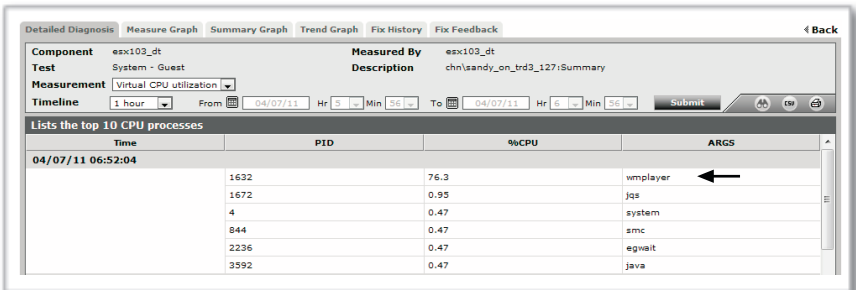 Detailed Diagnosis Measure Graph Summary Graph Trend Graph Fix History Fix Feedback Back
Component esx103_dt Measured By esx103_dt
Test System - Guest Description chn\sandy_on_trd3_127:Summary
Measurement Virtual CPU utilization
Timeline 1 hour From 04/07/11 Hr 5 Min 56 To 04/07/11 Hr 6 Min 56 Submit CSV
Lists the top 10 CPU processes
Time PID %CPU ARGS
04/07/11 06:52:04
1632 76.3 wmplayer
1672 0.95 jqs
4 0.47 system
844 0.47 smc
2236 0.47 egwait
3592 0.47 java